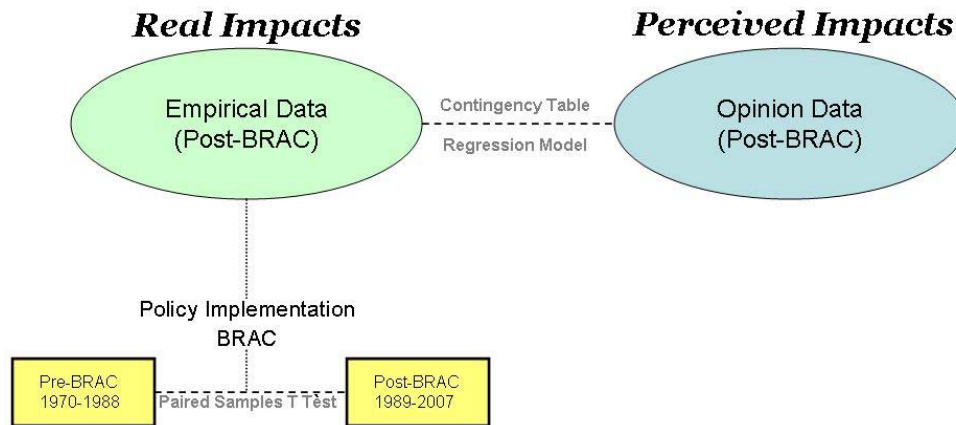 Real Impacts
Perceived Impacts
Empirical Data
(Post-BRAC)
Contingency Table
Regression Model
Opinion Data
(Post-BRAC)
Policy Implementation
BRAC
Pre-BRAC
1970-1988
Paired Samples T Test
Post-BRAC
1989-2007